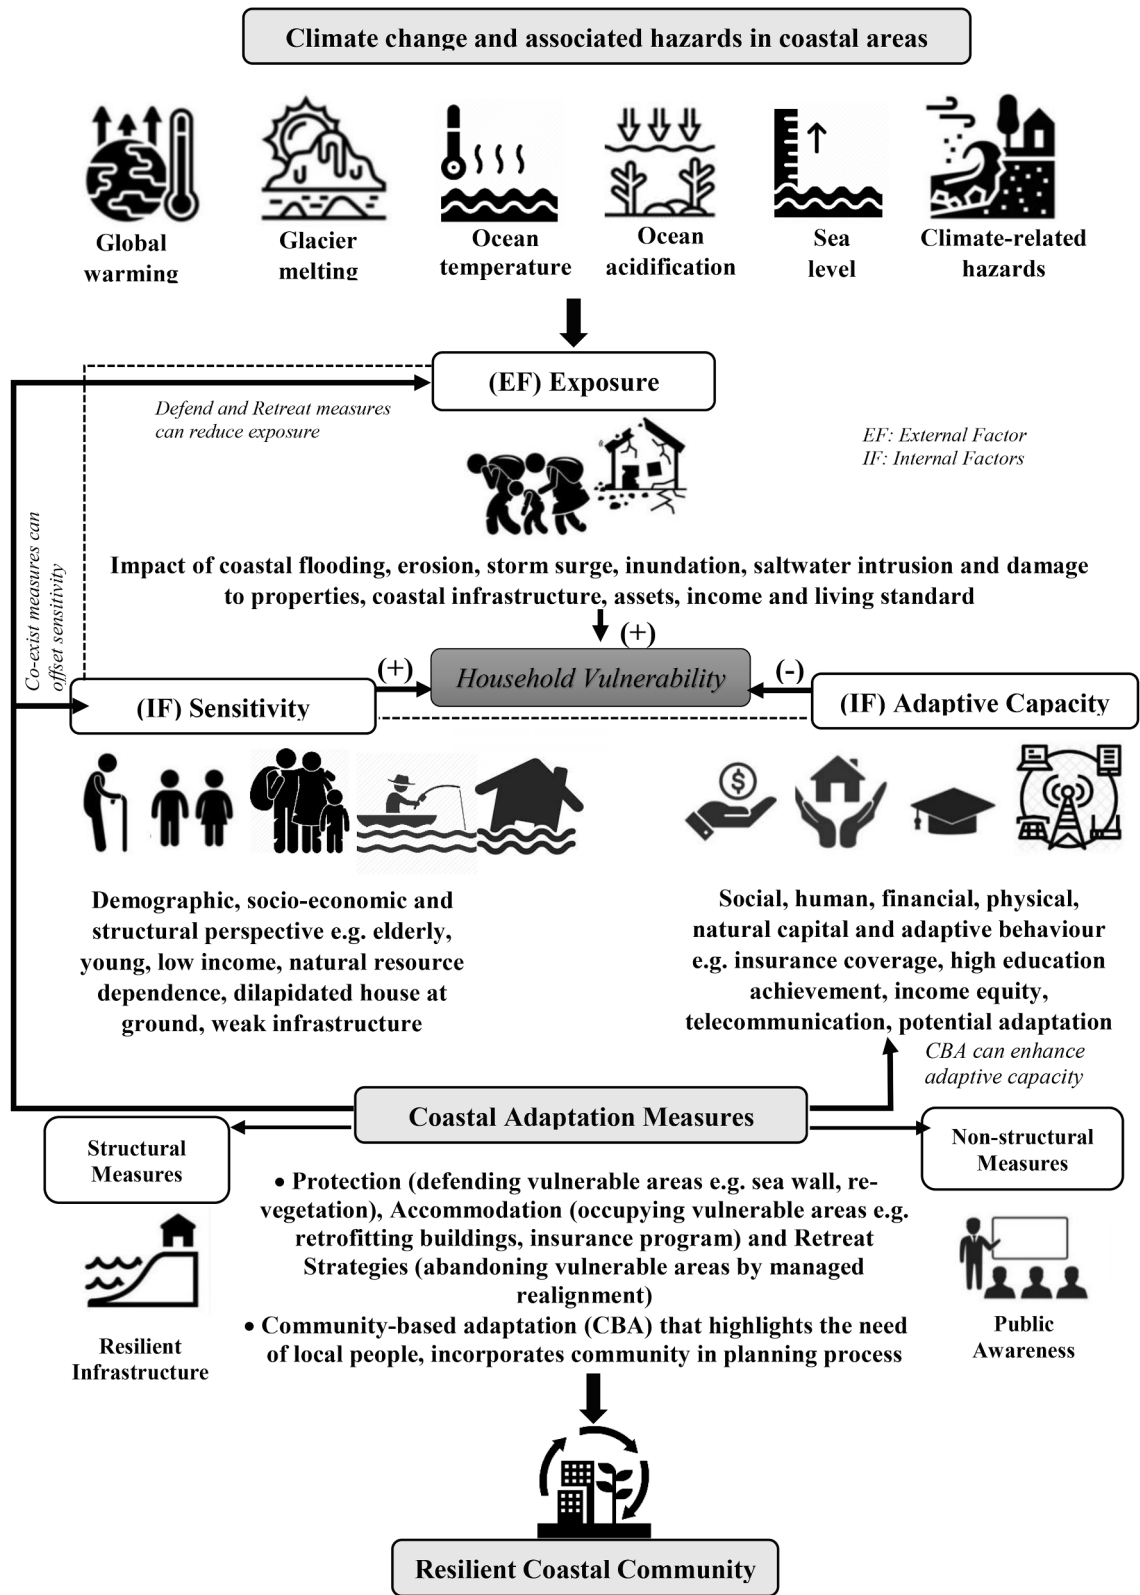 Climate change and associated hazards in coastal areas
Global
warming
Glacier
melting
Ocean
temperature
Ocean
acidification
Sea
level
Climate-related
hazards
(EF) Exposure
Defend and Retreat measures
can reduce exposure
EF: External Factor
IF: Internal Factors
Co-exist measures can
offset sensitivity
Impact of coastal flooding, erosion, storm surge, inundation, saltwater intrusion and damage
to properties, coastal infrastructure, assets, income and living standard
(+)
(+)
Household Vulnerability
(-)
(IF) Sensitivity
(IF) Adaptive Capacity
$
Demographic, socio-economic and
structural perspective e.g. elderly,
young, low income, natural resource
dependence, dilapidated house at
ground, weak infrastructure
Social, human, financial, physical,
natural capital and adaptive behaviour
e.g. insurance coverage, high education
achievement, income equity,
telecommunication, potential adaptation
CBA can enhance
adaptive capacity
Coastal Adaptation Measures
Structural
Measures
Non-structural
Measures
• Protection (defending vulnerable areas e.g. sea wall, re-
vegetation), Accommodation (occupying vulnerable areas e.g.
retrofitting buildings, insurance program) and Retreat
Strategies (abandoning vulnerable areas by managed
realignment)
• Community-based adaptation (CBA) that highlights the need
of local people, incorporates community in planning process
Resilient
Infrastructure
Public
Awareness
Resilient Coastal Community